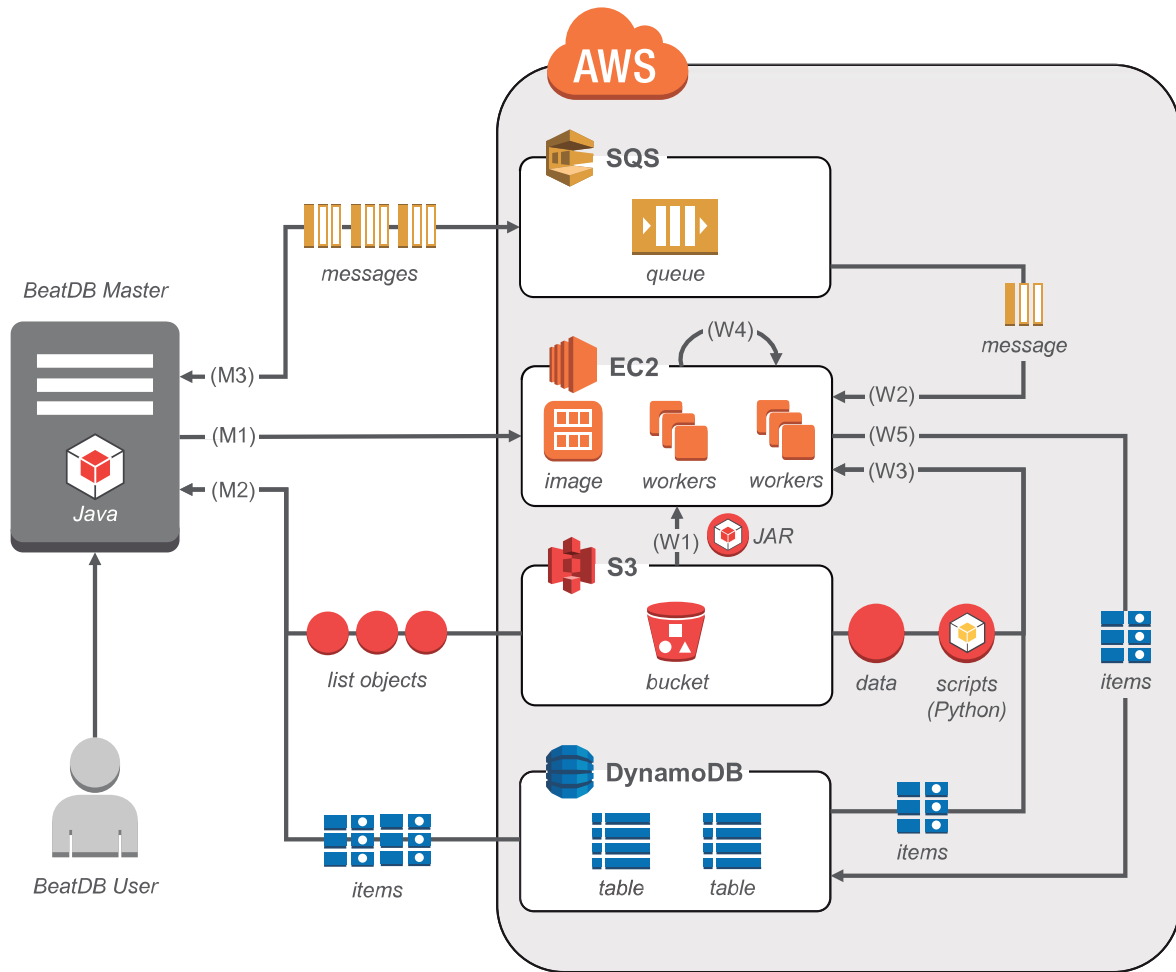 AWS
SQS
queue
messages
BeatDB Master
message
(W4)
EC2
(M3)
(W2)
(M1)
(W5)
(M2)
(W3)
image
workers
workers
Java
(W1)
JAR
S3
list objects
bucket
data
scripts
(Python)
items
DynamoDB
items
table
table
items
BeatDB User